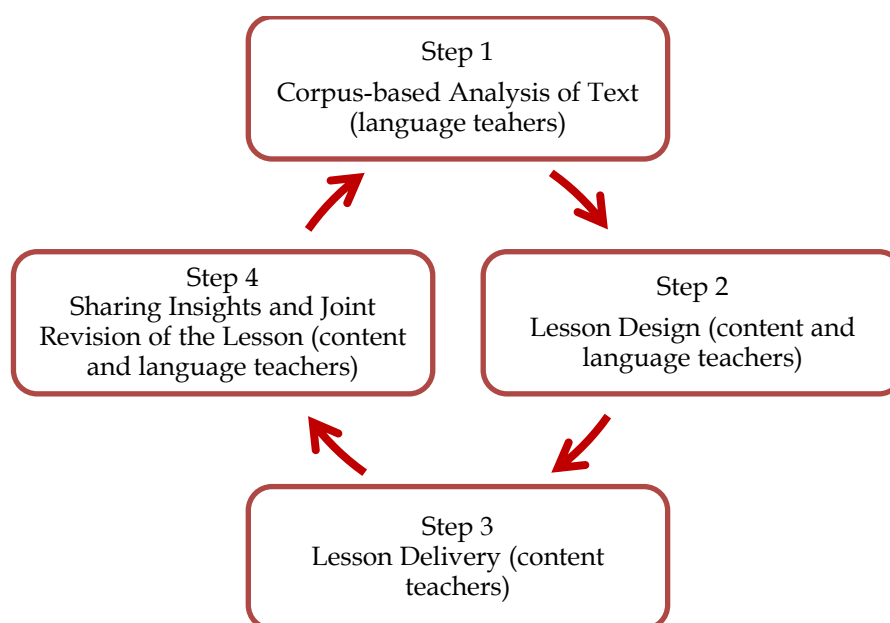 Step 1
Corpus-based Analysis of Text
(language teahers)
Step 2
Lesson Design (content and
language teachers)
Step 3
Lesson Delivery (content
teachers)
Step 4
Sharing Insights and Joint
Revision of the Lesson (content
and language teachers)